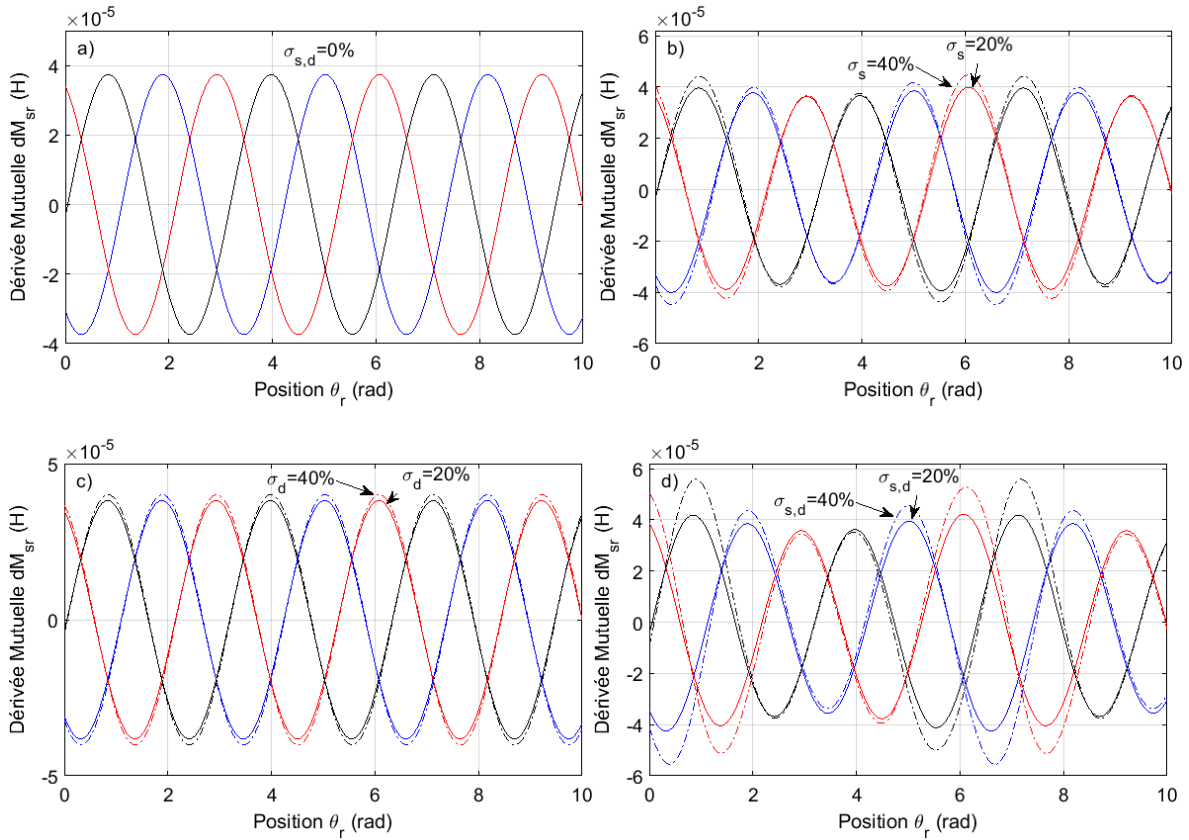 ×10⁻⁵
a)
σs,d=0%
Dérivée Mutuelle dMsr (H)
4
2
0
-2
-4
0 2 4 6 8 10
Position θr (rad)
×10⁻⁵
b)
σs=20%
σs=40%
Dérivée Mutuelle dMsr (H)
6
4
2
0
-2
-4
-6
0 2 4 6 8 10
Position θr (rad)
×10⁻⁵
c)
σd=40%
σd=20%
Dérivée Mutuelle dMsr (H)
5
0
-5
0 2 4 6 8 10
Position θr (rad)
×10⁻⁵
d)
σs,d=20%
σs,d=40%
Dérivée Mutuelle dMsr (H)
6
4
2
0
-2
-4
-6
0 2 4 6 8 10
Position θr (rad)